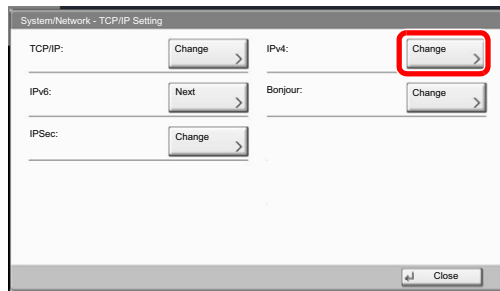 System/Network - TCP/IP Setting
TCP/IP: Change IPv4: Change
IPv6: Next Bonjour: Change
IPSec: Change
Close